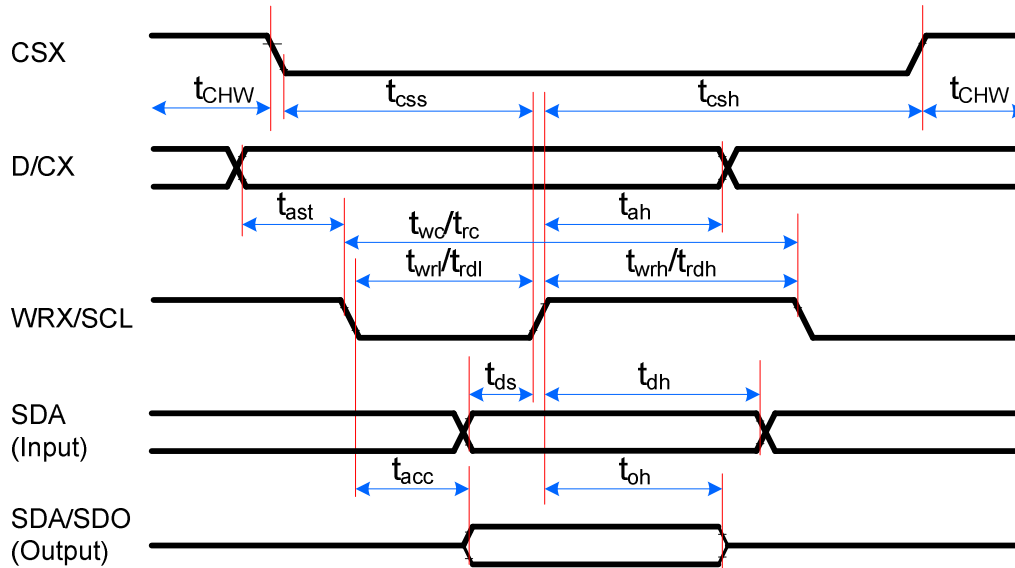 CSX
tCHW
tcss
tcsh
tCHW
D/CX
tast
tah
twc/trc
twrl/trdl
twrh/trdh
WRX/SCL
tds
tdh
SDA
(Input)
tacc
toh
SDA/SDO
(Output)